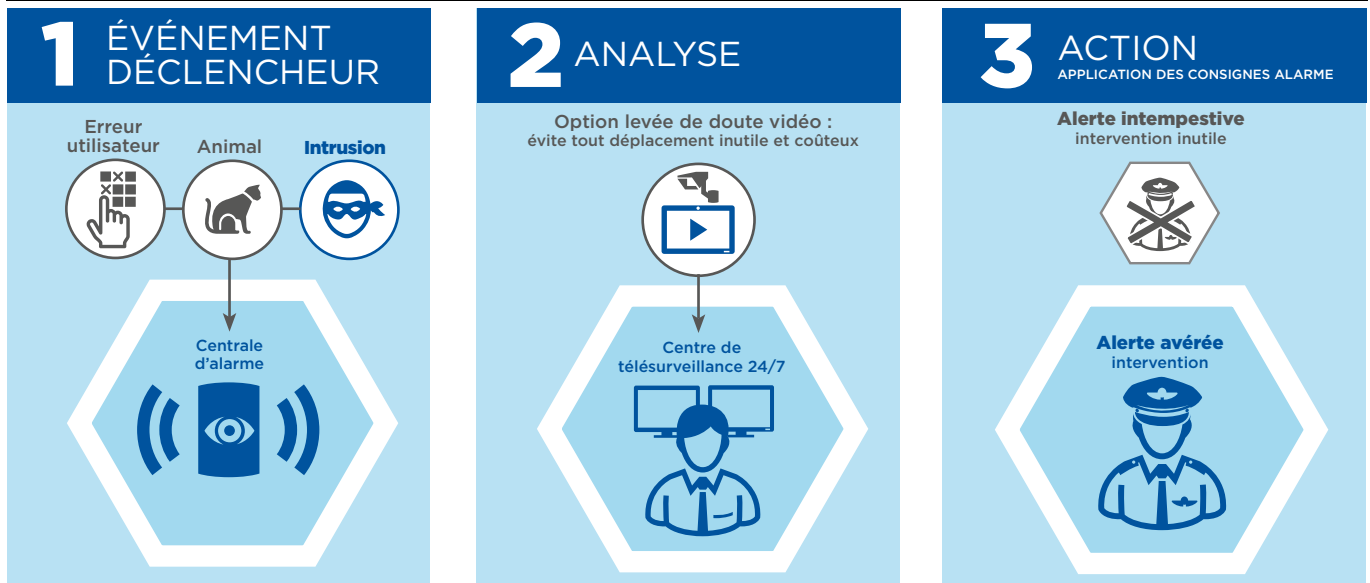 1 ÉVÉNEMENT
DÉCLENCHEUR
Erreur
utilisateur
Animal
Intrusion
Centrale
d'alarme
2 ANALYSE
Option levée de doute vidéo :
évite tout déplacement inutile et coûteux
Centre de
télésurveillance 24/7
3 ACTION
APPLICATION DES CONSIGNES ALARME
Alerte intempestive
intervention inutile
Alerte avérée
intervention